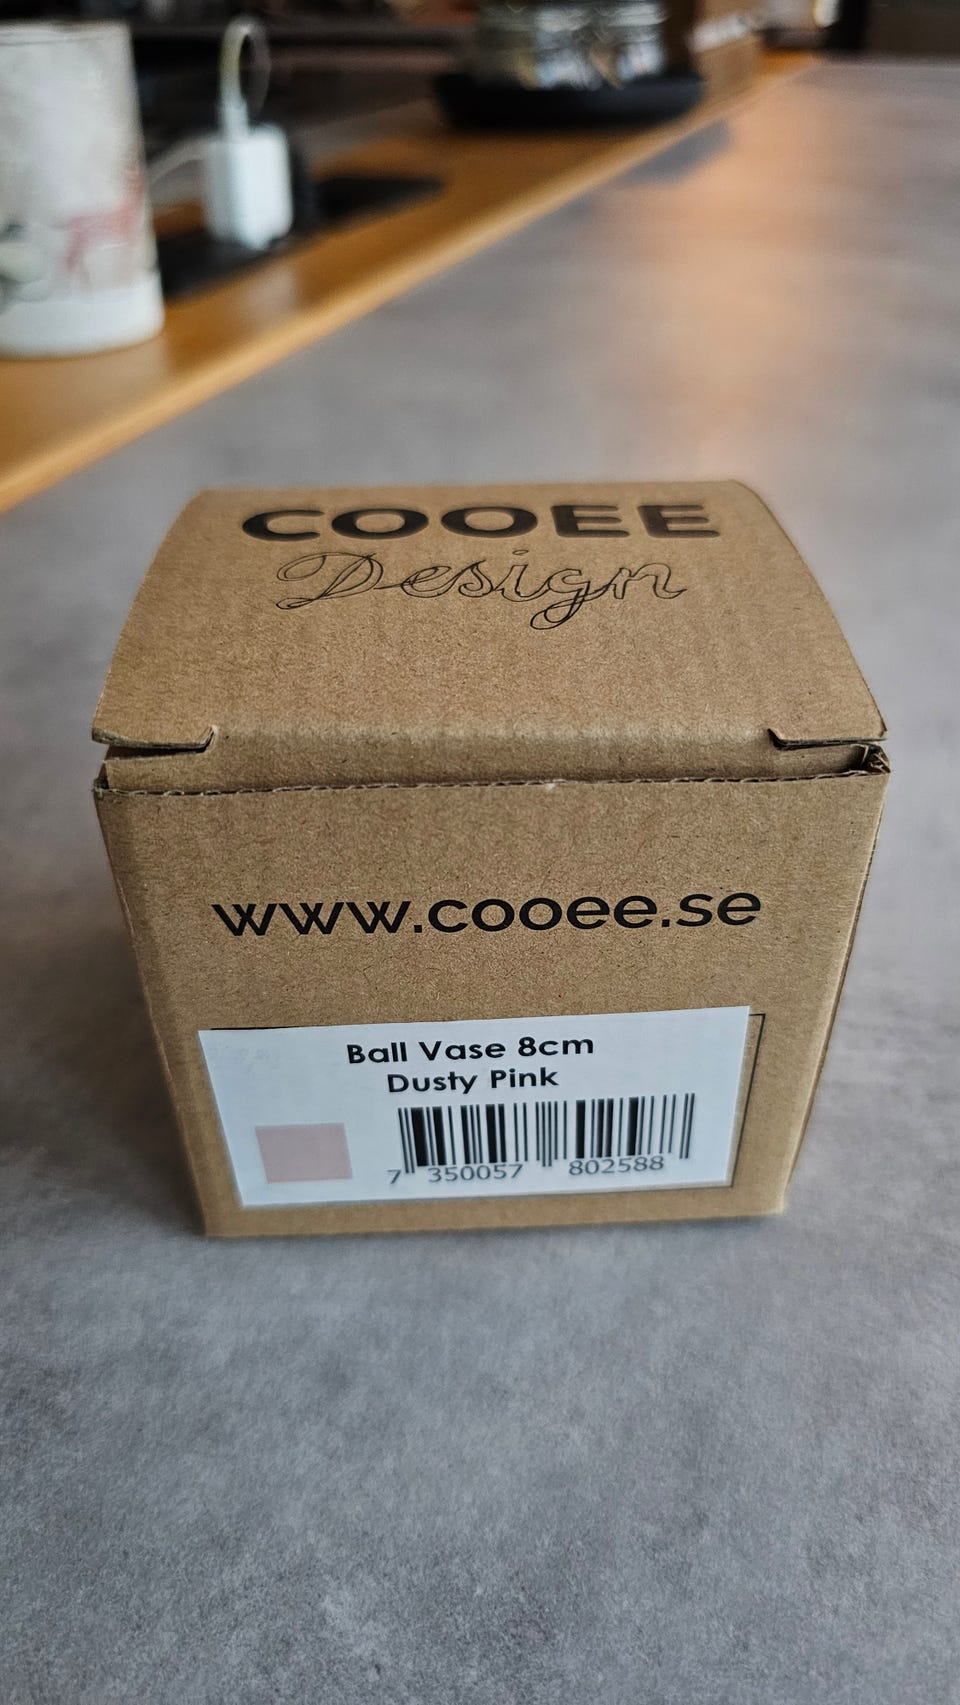 COOEE
Design
www.cooee.se
Ball Vase 8cm
Dusty Pink
7 350057 802588